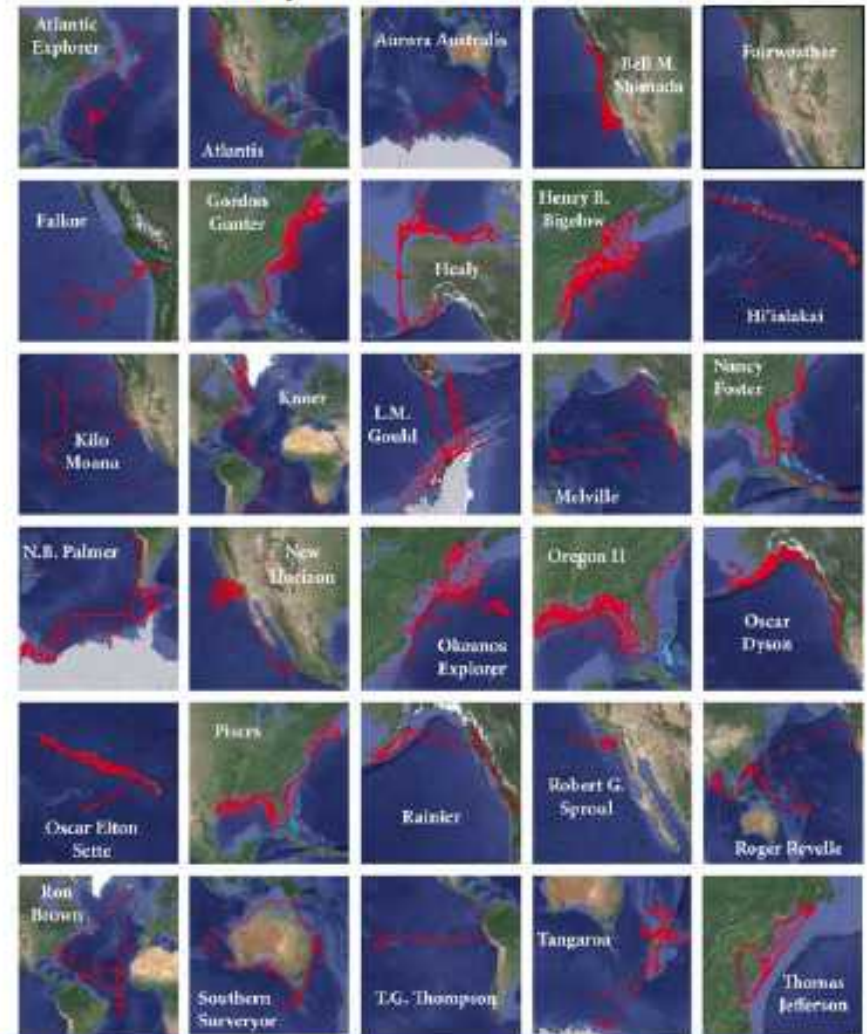 Atlantic
Explorer
Atlantis
Aurora Australis
Bell M.
Shimada
Fairweather
Falkor
Gordon
Gunter
Healy
Henry B.
Bigelow
Hi'ialakai
Kilo
Moana
Knorr
L.M.
Gould
Melville
Nancy
Foster
N.B. Palmer
New
Horizon
Okeanos
Explorer
Oregon II
Oscar
Dyson
Oscar Elton
Sette
Pisces
Rainier
Robert G.
Sproul
Roger Revelle
Ron
Brown
Southern
Surveryor
T.G. Thompson
Tangaroa
Thomas
Jefferson